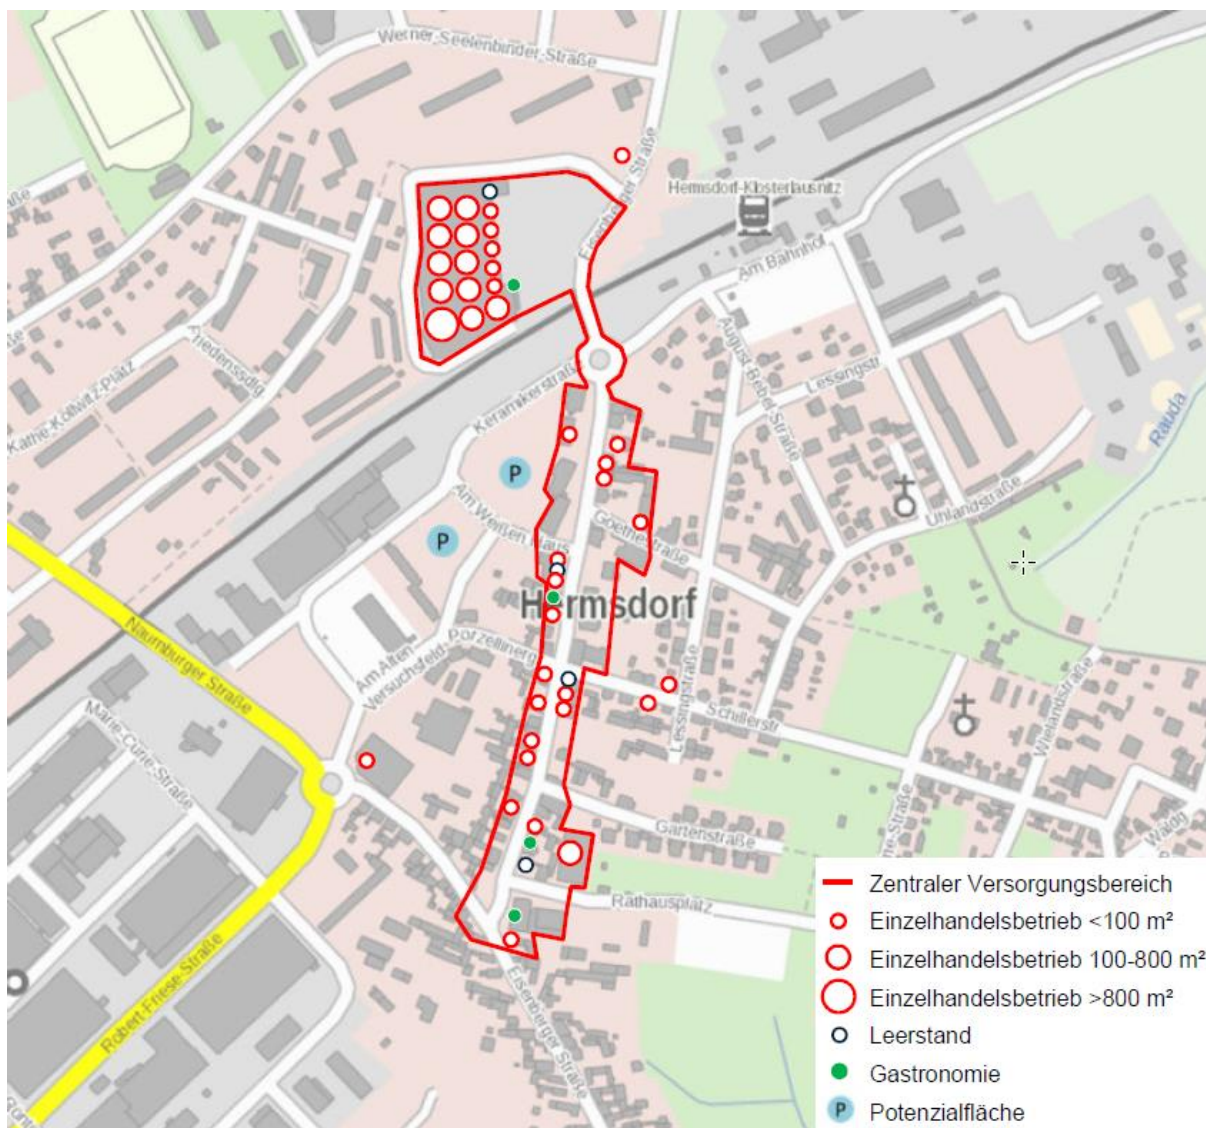 Werner-Seelenbinder-Straße
Eisenberger Straße
Hermsdorf-Klosterlausnitz
Am Bahnhof
Friedenssdlg.
Käthe-Kollwitz-Platz
Keramikerstraße
August-Bebel-Straße
Lessingstr
Rauda
P
Am Weißen Haus
Goethestraße
Uhlandstraße
P
Hermsdorf
Naumburger Straße
Am Alten
Versuchsfeld
Porzellinerg
Lessingstraße
Schillerstr
Wielandstraße
Marie-Curie-Straße
Gartenstraße
Waldg
ne-Straße
Rathausplatz
Robert-Friese-Straße
Eisenberger Straße
Zentraler Versorgungsbereich
Einzelhandelsbetrieb <100 m²
Einzelhandelsbetrieb 100-800 m²
Einzelhandelsbetrieb >800 m²
Leerstand
Gastronomie
P Potenzialfläche